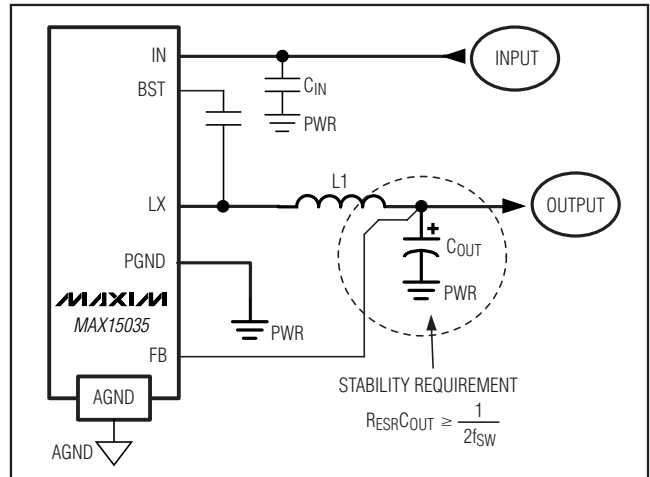 IN
INPUT
BST
CIN
PWR
L1
LX
OUTPUT
+
COUT
PGND
PWR
MAXIM
MAX15035
PWR
FB
STABILITY REQUIREMENT
AGND
RESRCOUT ≥ 1/2fSW
AGND